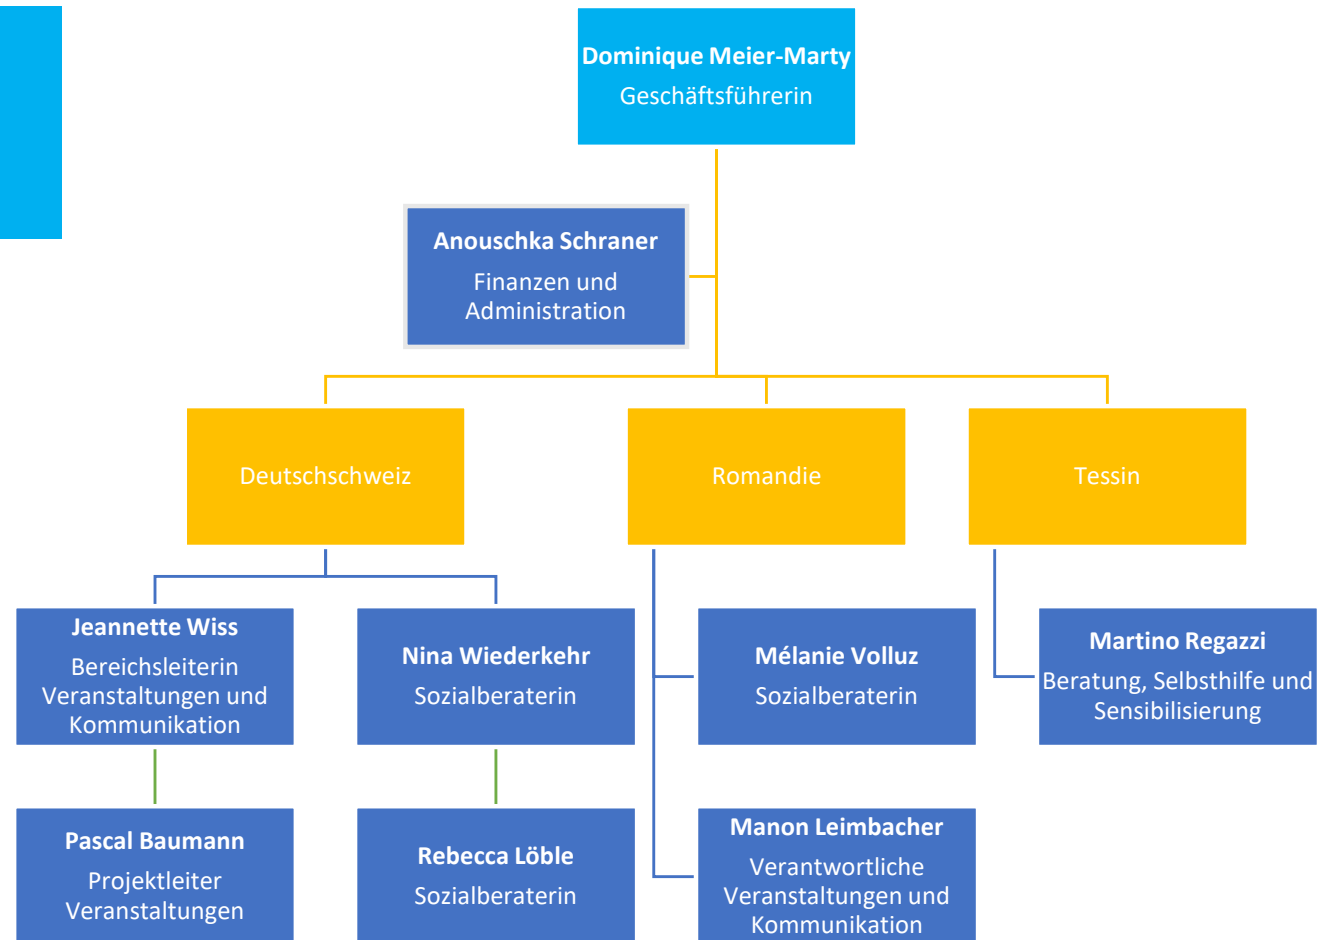 Dominique Meier-Marty
Geschäftsführerin
Anouschka Schraner
Finanzen und
Administration
Deutschschweiz
Romandie
Tessin
Jeannette Wiss
Bereichsleiterin
Veranstaltungen und
Kommunikation
Nina Wiederkehr
Sozialberaterin
Mélanie Volluz
Sozialberaterin
Martino Regazzi
Beratung, Selbsthilfe und
Sensibilisierung
Pascal Baumann
Projektleiter
Veranstaltungen
Rebecca Löble
Sozialberaterin
Manon Leimbacher
Verantwortliche
Veranstaltungen und
Kommunikation